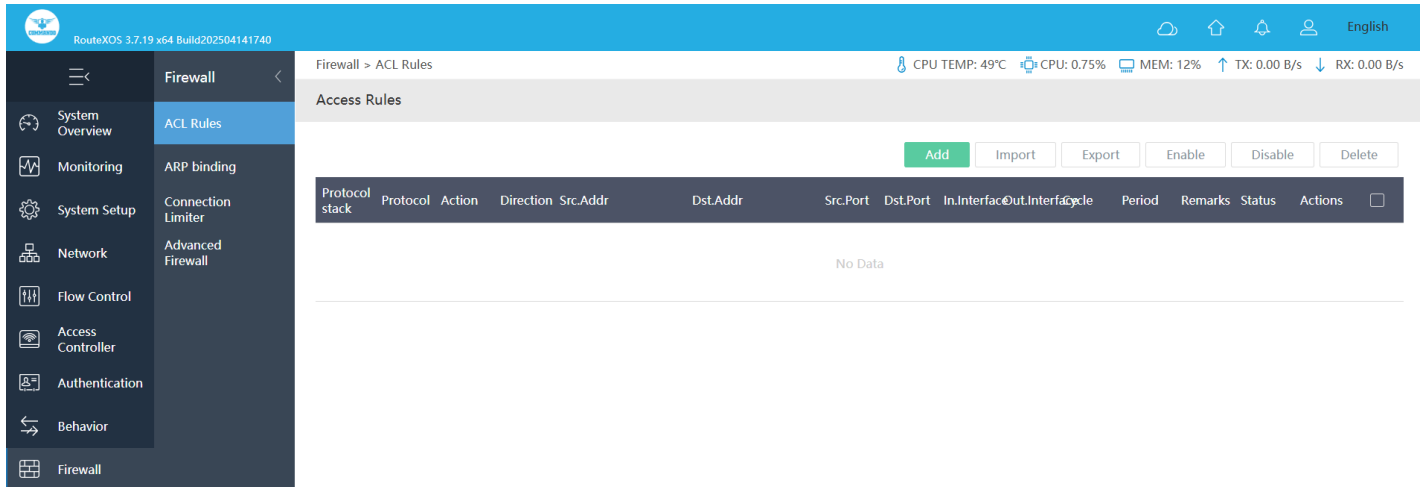 RouteXOS 3.7.19 x64 Build202504141740
English
Firewall
Firewall > ACL Rules
CPU TEMP: 49℃
CPU: 0.75%
MEM: 12%
TX: 0.00 B/s
RX: 0.00 B/s
System
Overview
Monitoring
System Setup
Network
Flow Control
Access
Controller
Authentication
Behavior
Firewall
ACL Rules
ARP binding
Connection
Limiter
Advanced
Firewall
Access Rules
Add
Import
Export
Enable
Disable
Delete
Protocol
stack
Protocol
Action
Direction
Src.Addr
Dst.Addr
Src.Port
Dst.Port
In.Interface
Out.Interface
Cycle
Period
Remarks
Status
Actions
No Data